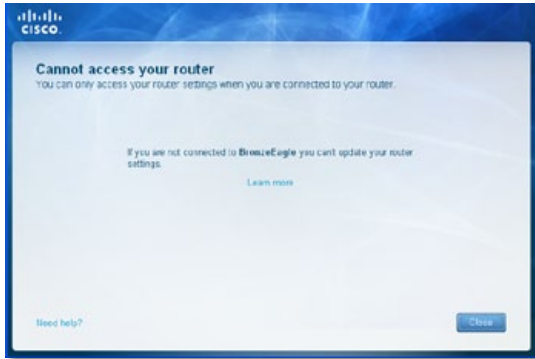 CISCO.
Cannot access your router
You can only access your router settings when you are connected to your router.
If you are not connected to BronzeEagle you can't update your router
settings.
Learn more
Need help?
Close